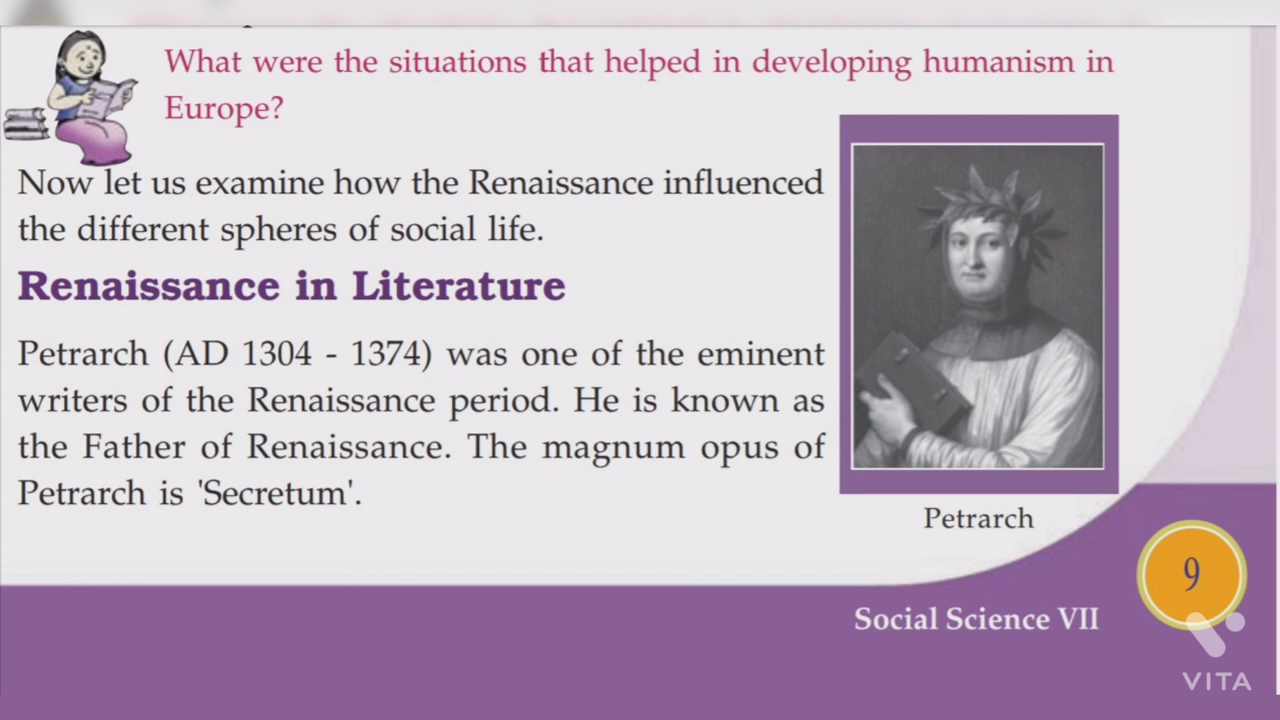 What were the situations that helped in developing humanism in
Europe?
Now let us examine how the Renaissance influenced
the different spheres of social life.
Renaissance in Literature
Petrarch (AD 1304 - 1374) was one of the eminent
writers of the Renaissance period. He is known as
the Father of Renaissance. The magnum opus of
Petrarch is 'Secretum'.
Petrarch
9
Social Science VII
VITA